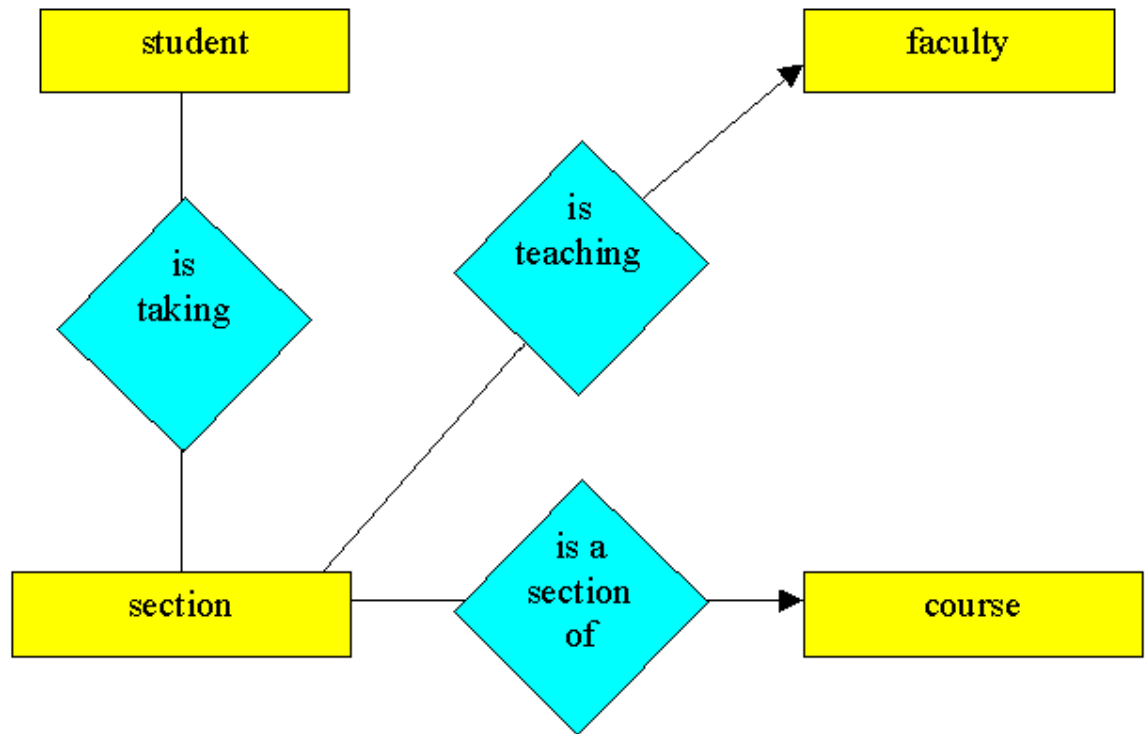 student
faculty
is
teaching
is
taking
section
is a
section
of
course